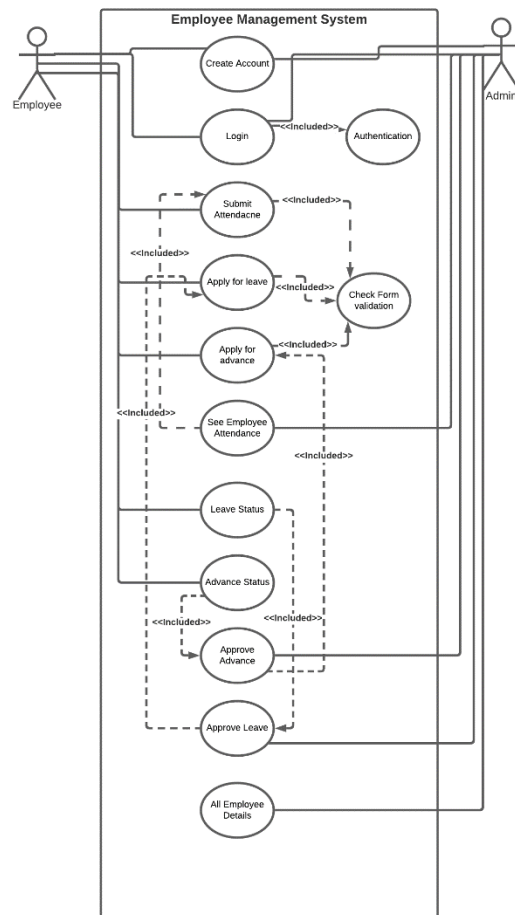 Employee Management System
Create Account
Employee
Admin
Login
<<Included>>
Authentication
Submit
Attendacne
<<Included>>
<<Included>>
Apply for leave
<<Included>>
Check Form
validation
Apply for
advance
<<Included>>
<<Included>>
See Employee
Attendance
<<Included>>
Leave Status
Advance Status
<<Included>>
<<Included>>
Approve
Advance
Approve Leave
All Employee
Details